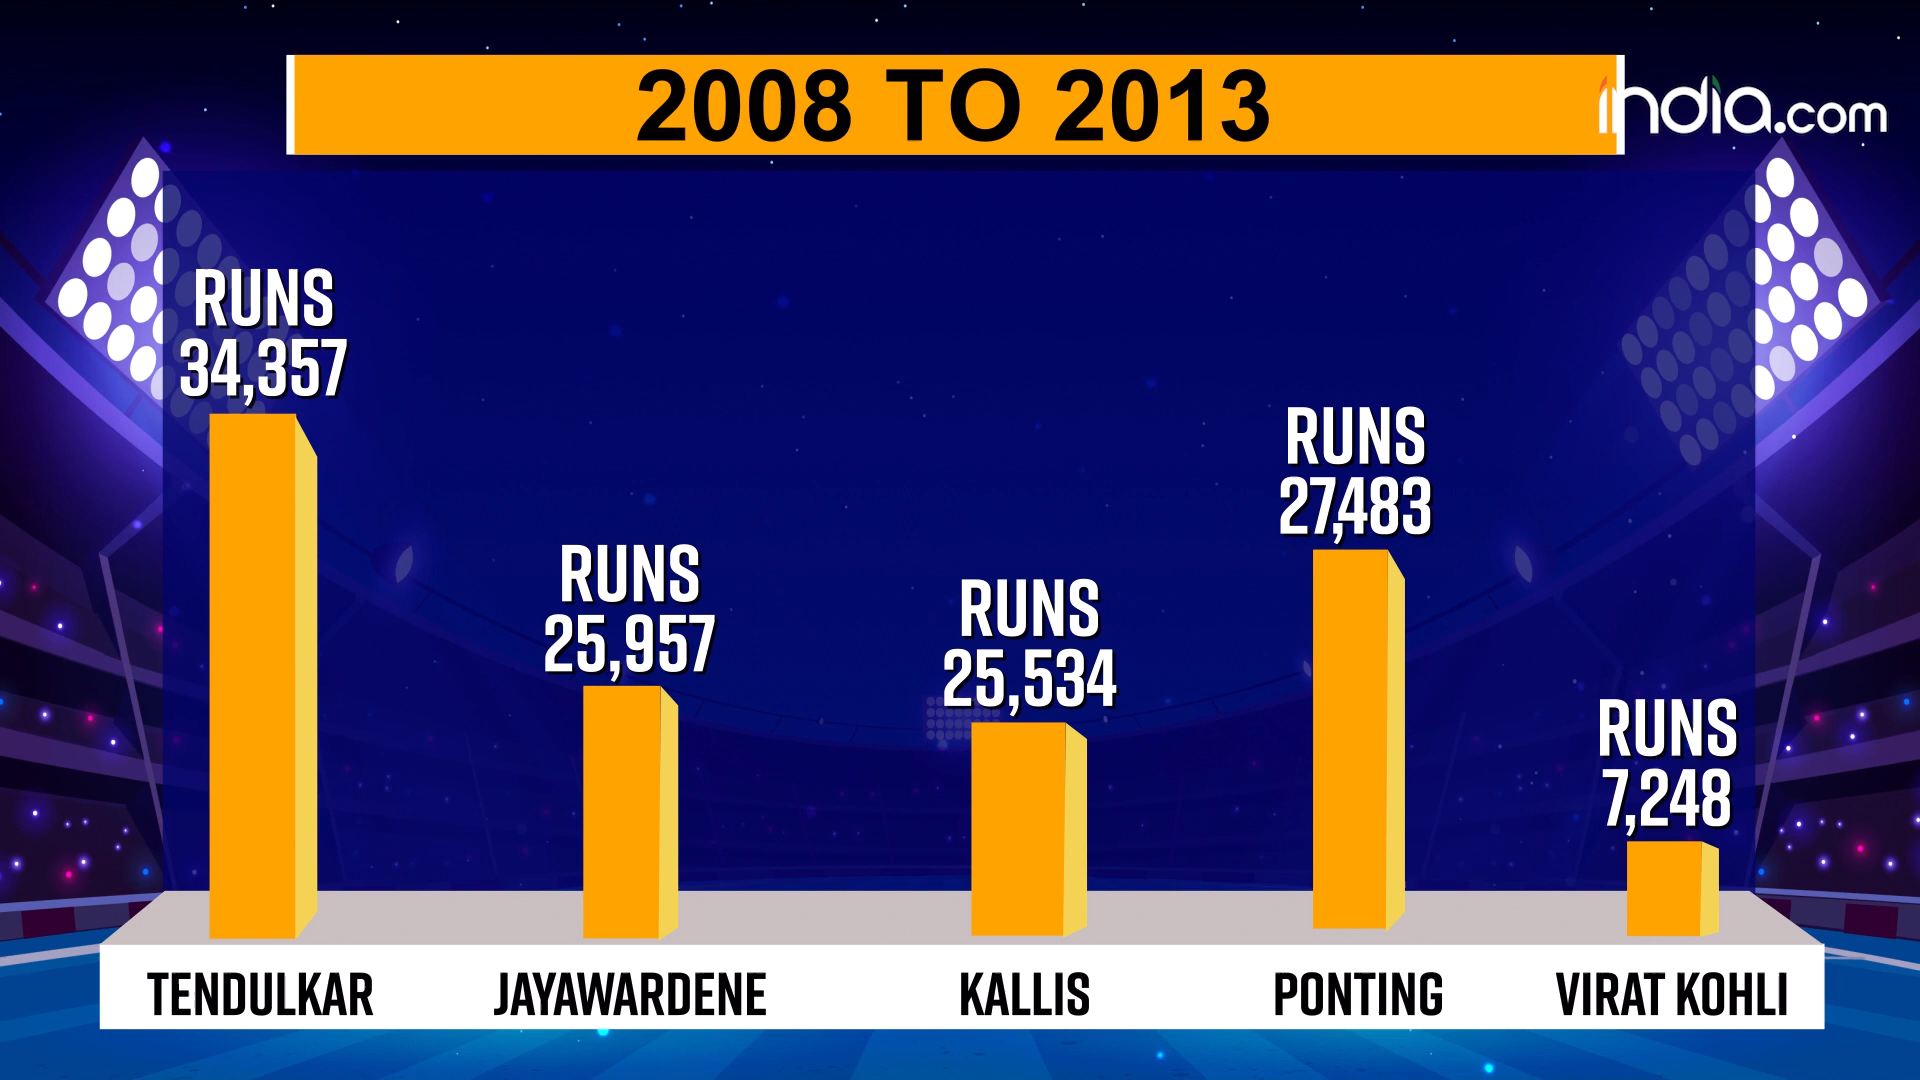 2008 TO 2013
india.com
RUNS
34,357
RUNS
25,957
RUNS
25,534
RUNS
27,483
RUNS
7,248
TENDULKAR
JAYAWARDENE
KALLIS
PONTING
VIRAT KOHLI